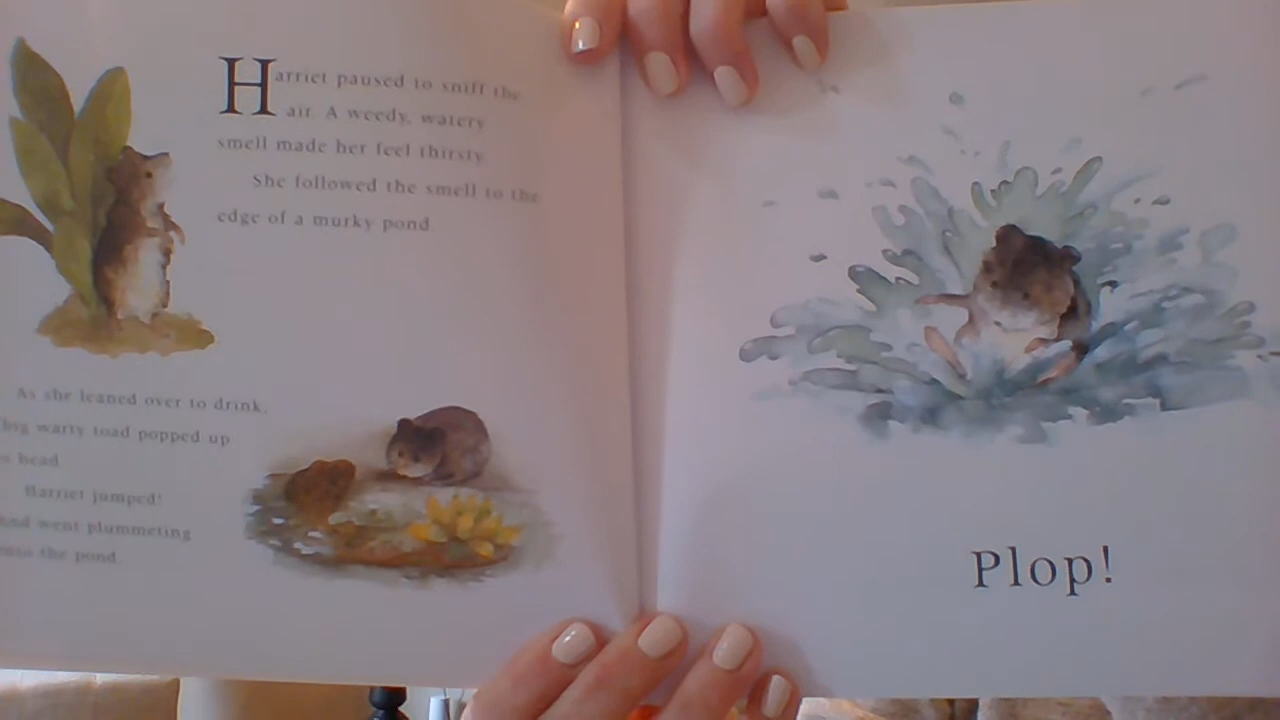 Harriet paused to sniff the
air. A weedy, watery
smell made her feel thirsty.
She followed the smell to the
edge of a murky pond.
As she leaned over to drink,
big warty toad popped up
head.
Harriet jumped!
And went plummeting
into the pond.
Plop!